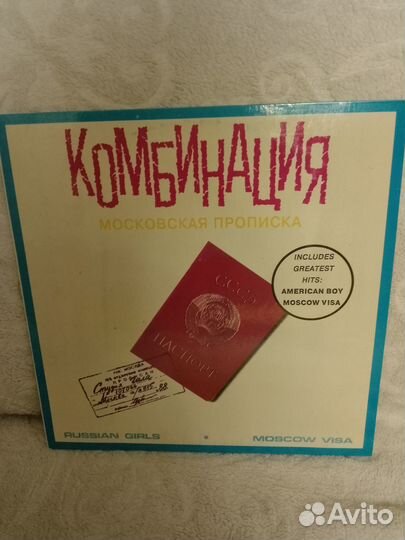 КОМБИНАЦИЯ
МОСКОВСКАЯ ПРОПИСКА
INCLUDES
GREATEST
HITS:
AMERICAN BOY
MOSCOW VISA
СССР
ПАСПОРТ
RUSSIAN GIRLS • MOSCOW VISA
Avito